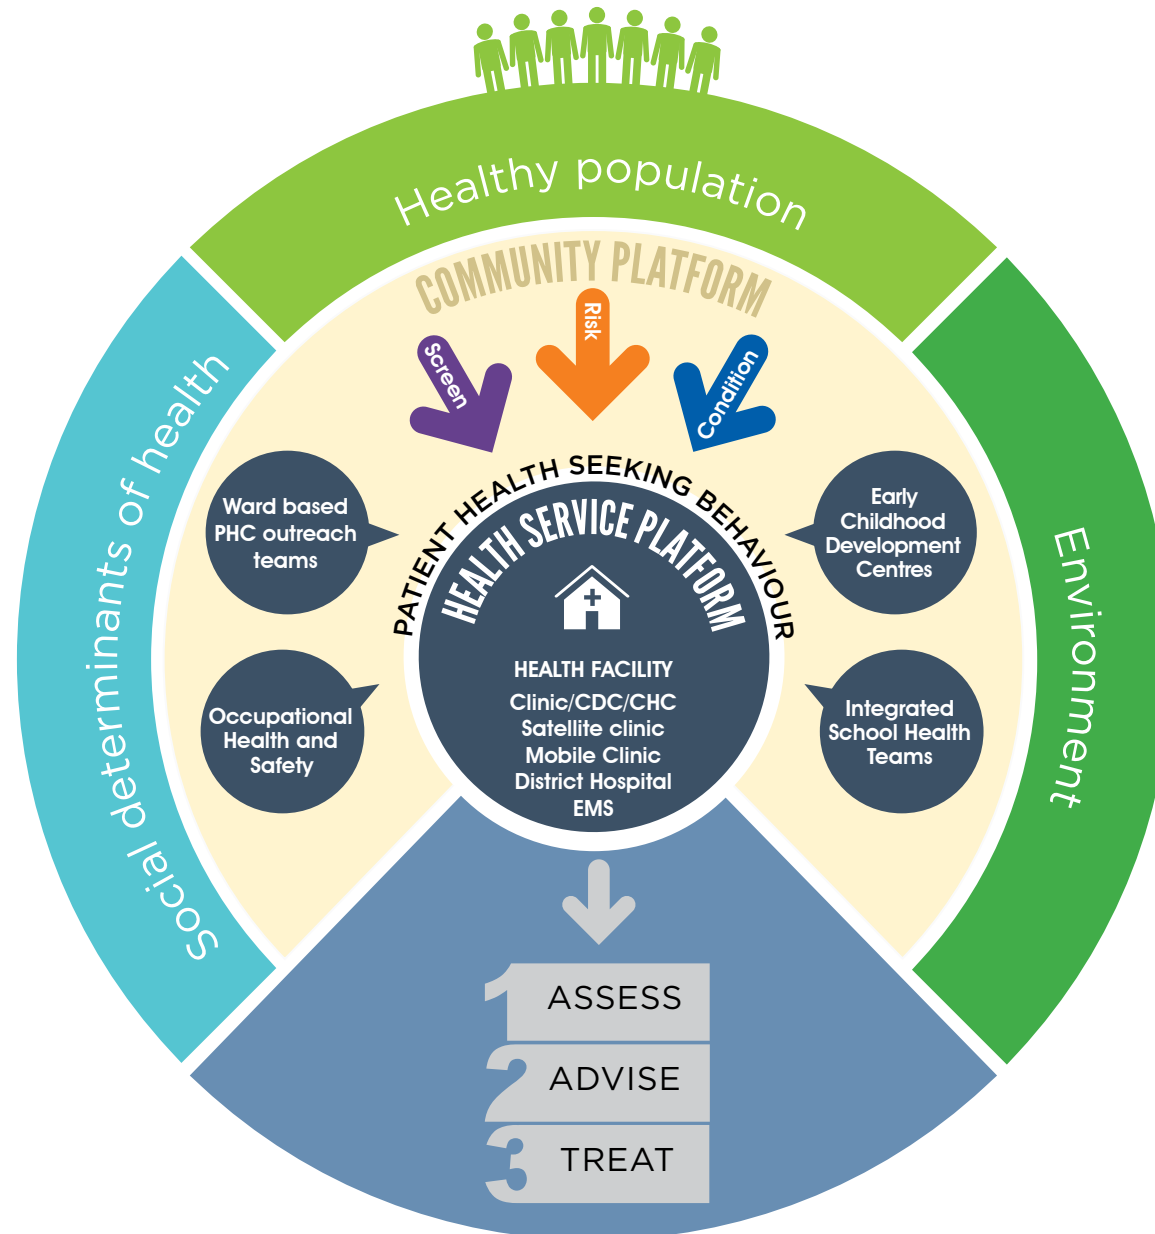 Healthy population
COMMUNITY PLATFORM
Social determinants of health
Environment
Screen
Risk
Condition
PATIENT HEALTH SEEKING BEHAVIOUR
Ward based
PHC outreach
teams
Early
Childhood
Development
Centres
Occupational
Health and
Safety
Integrated
School Health
Teams
HEALTH SERVICE PLATFORM
HEALTH FACILITY
Clinic/CDC/CHC
Satellite clinic
Mobile Clinic
District Hospital
EMS
1 ASSESS
2 ADVISE
3 TREAT